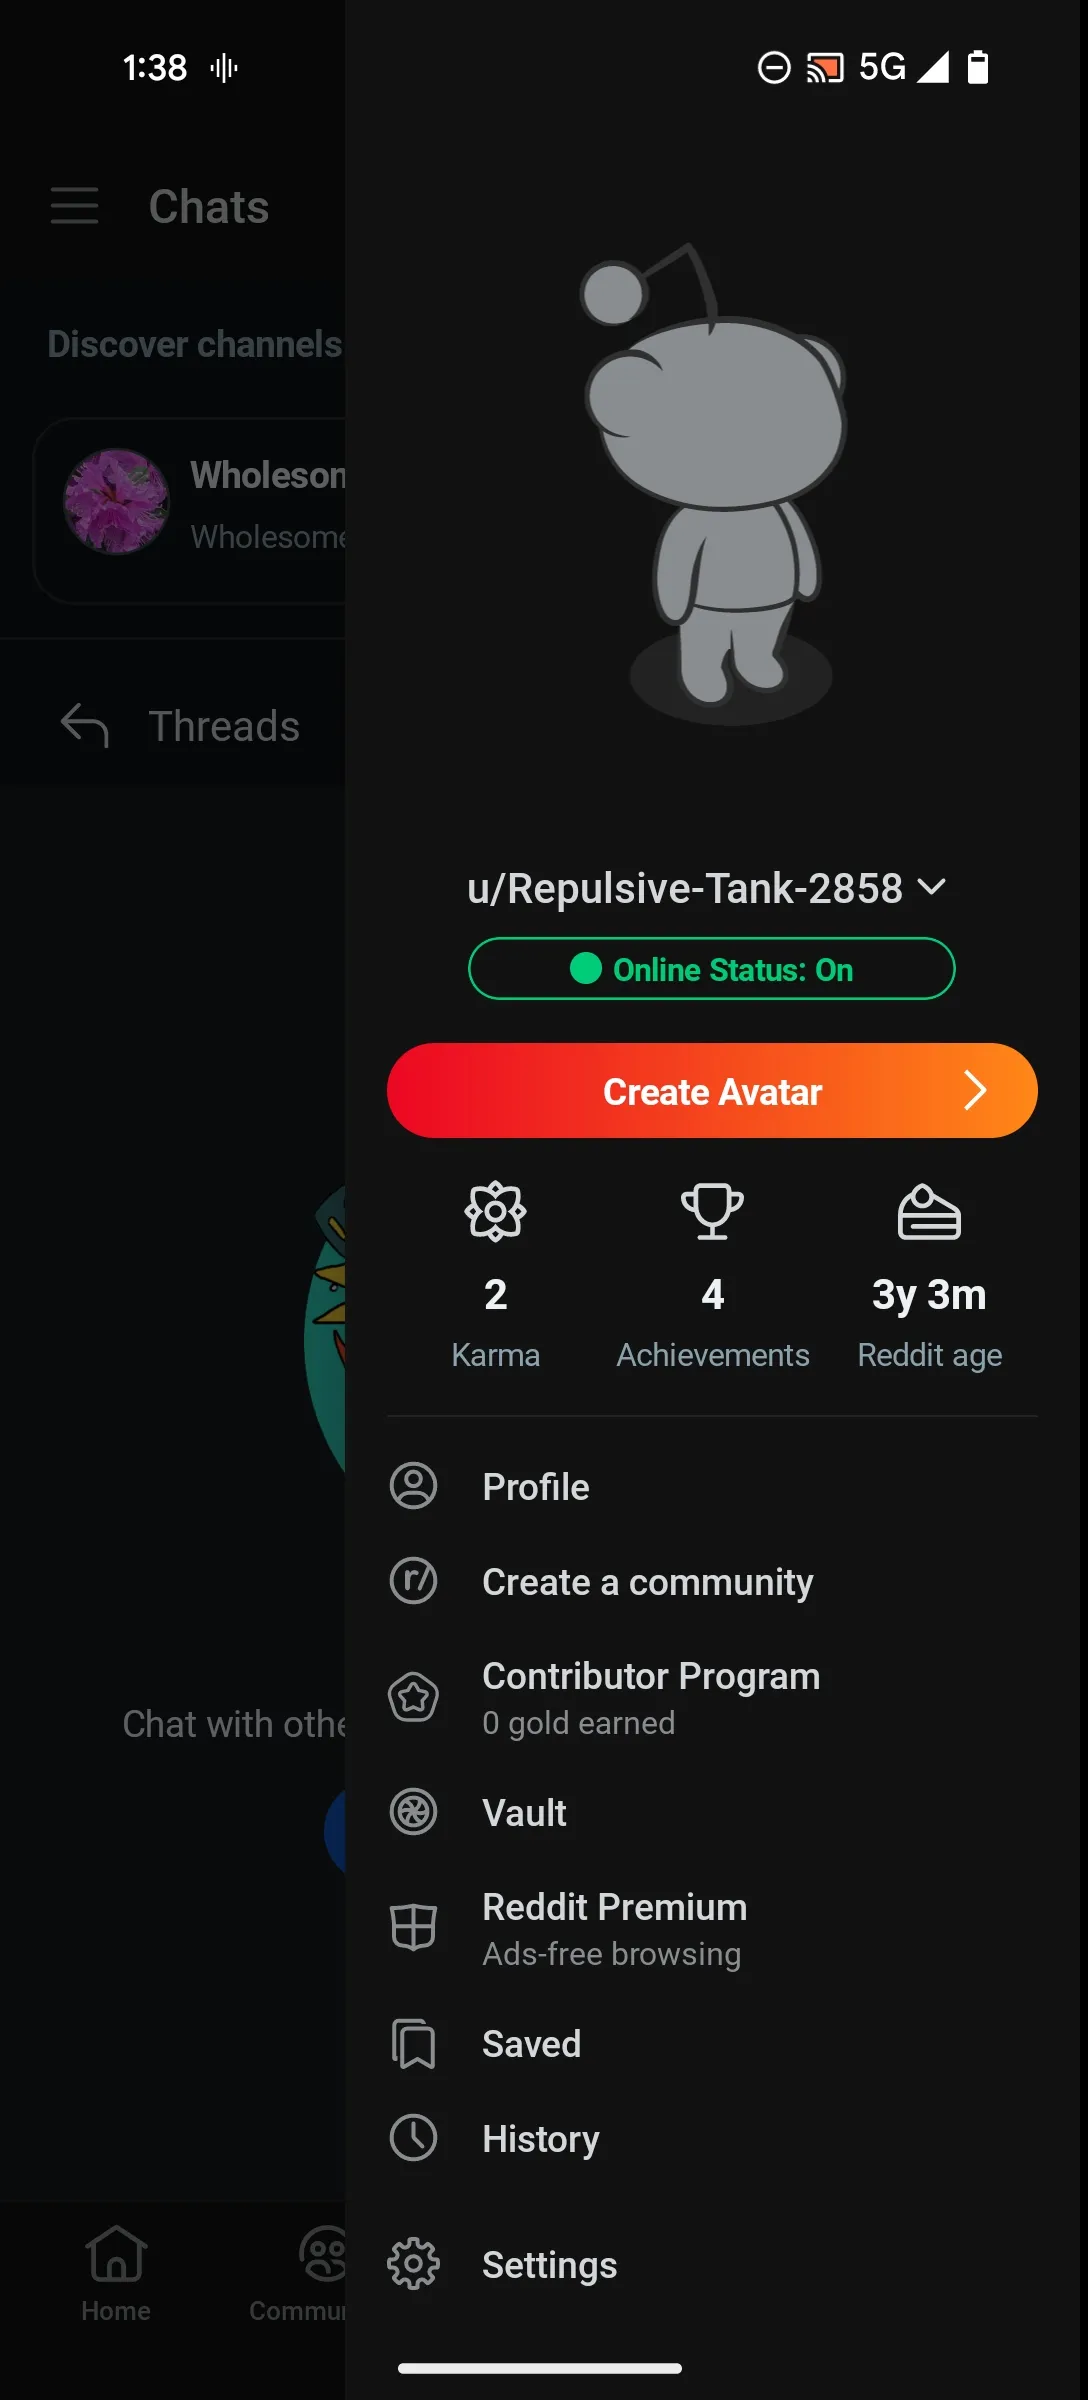 1:38
5G
Chats
Discover channels
Wholesom
Wholesome
Threads
Chat with othe
Home
Commun
u/Repulsive-Tank-2858
Online Status: On
Create Avatar
2
4
3y 3m
Karma
Achievements
Reddit age
Profile
r/
Create a community
Contributor Program
0 gold earned
Vault
Reddit Premium
Ads-free browsing
Saved
History
Settings